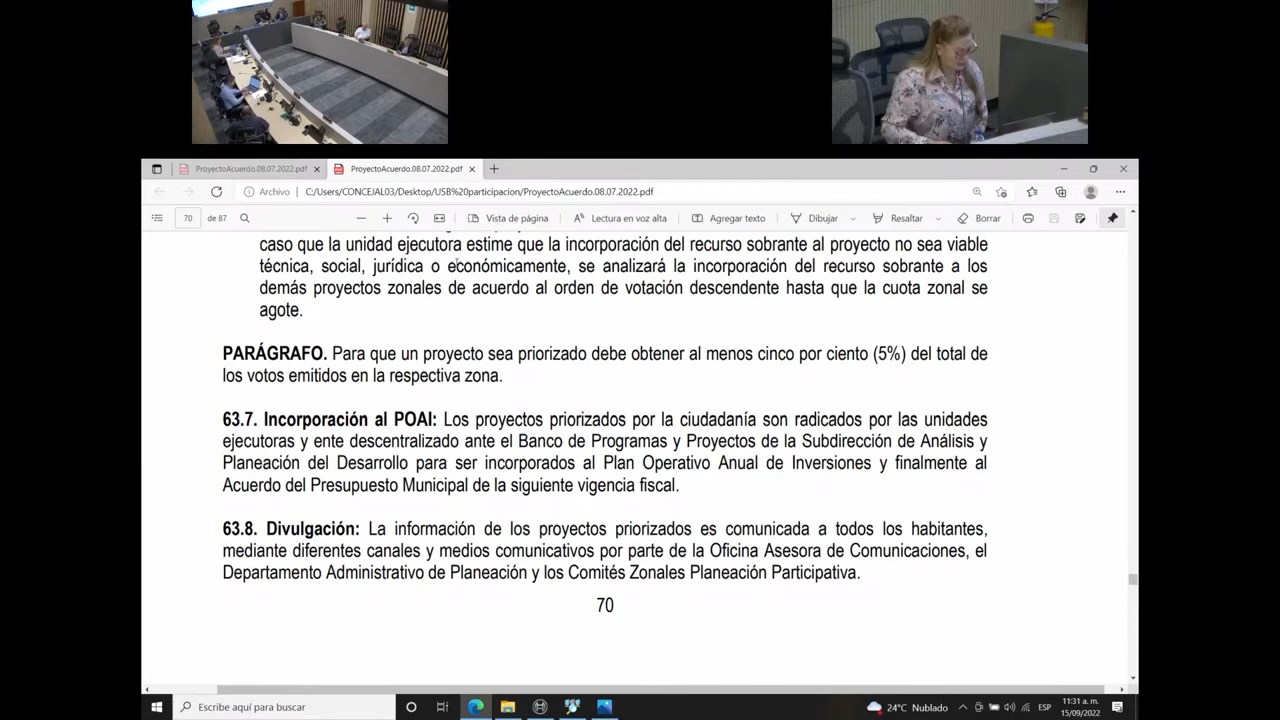 ProyectoAcuerdo.08.07.2022.pdf
ProyectoAcuerdo.08.07.2022.pdf
Archivo C:/Users/CONCEJAL03/Desktop/USB%20participacion/ProyectoAcuerdo.08.07.2022.pdf
70 de 87 Vista de página Lectura en voz alta Agregar texto Dibujar Resaltar Borrar
caso que la unidad ejecutora estime que la incorporación del recurso sobrante al proyecto no sea viable
técnica, social, jurídica o económicamente, se analizará la incorporación del recurso sobrante a los
demás proyectos zonales de acuerdo al orden de votación descendente hasta que la cuota zonal se
agote.
PARÁGRAFO. Para que un proyecto sea priorizado debe obtener al menos cinco por ciento (5%) del total de
los votos emitidos en la respectiva zona.
63.7. Incorporación al POAI: Los proyectos priorizados por la ciudadanía son radicados por las unidades
ejecutoras y ente descentralizado ante el Banco de Programas y Proyectos de la Subdirección de Análisis y
Planeación del Desarrollo para ser incorporados al Plan Operativo Anual de Inversiones y finalmente al
Acuerdo del Presupuesto Municipal de la siguiente vigencia fiscal.
63.8. Divulgación: La información de los proyectos priorizados es comunicada a todos los habitantes,
mediante diferentes canales y medios comunicativos por parte de la Oficina Asesora de Comunicaciones, el
Departamento Administrativo de Planeación y los Comités Zonales Planeación Participativa.
70
Escribe aquí para buscar 24°C Nublado ESP 11:31 a. m.
15/09/2022